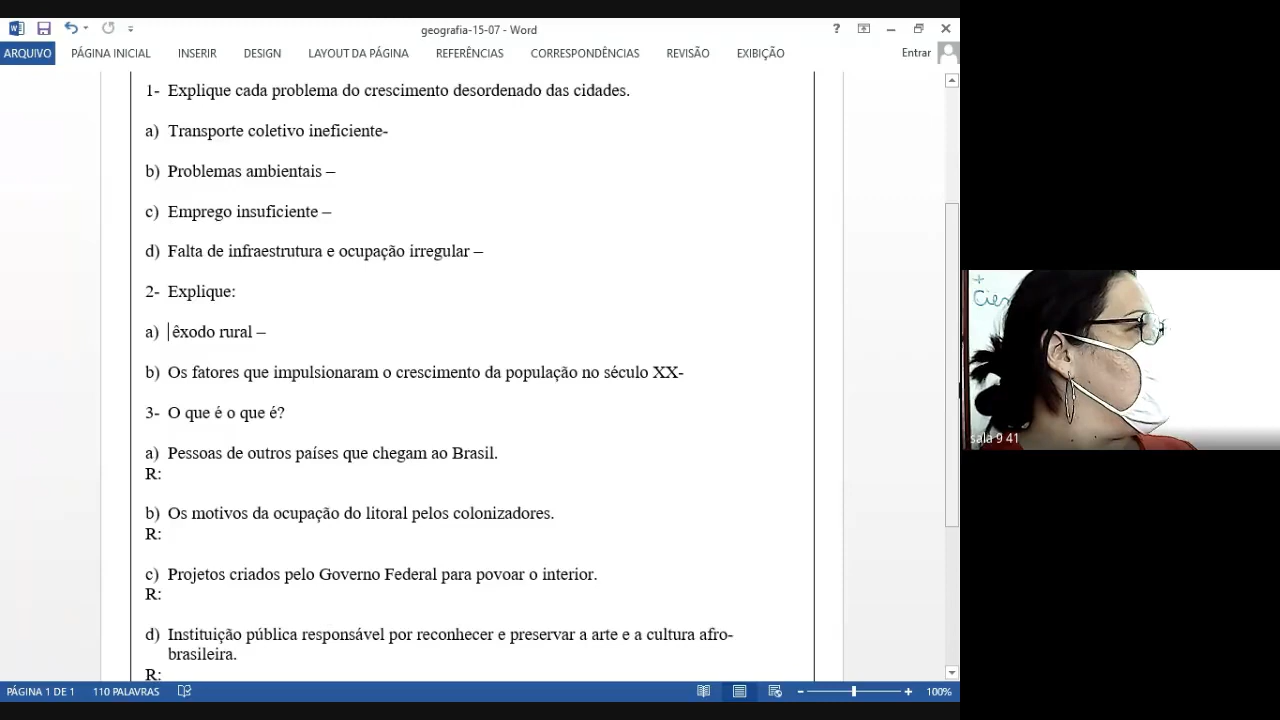 geografia-15-07 - Word
ARQUIVO PÁGINA INICIAL INSERIR DESIGN LAYOUT DA PÁGINA REFERÊNCIAS CORRESPONDÊNCIAS REVISÃO EXIBIÇÃO Entrar
1- Explique cada problema do crescimento desordenado das cidades.
a) Transporte coletivo ineficiente-
b) Problemas ambientais –
c) Emprego insuficiente –
d) Falta de infraestrutura e ocupação irregular –
2- Explique:
a) êxodo rural –
b) Os fatores que impulsionaram o crescimento da população no século XX-
3- O que é o que é?
a) Pessoas de outros países que chegam ao Brasil.
R:
b) Os motivos da ocupação do litoral pelos colonizadores.
R:
c) Projetos criados pelo Governo Federal para povoar o interior.
R:
d) Instituição pública responsável por reconhecer e preservar a arte e a cultura afro-
brasileira.
R:
PÁGINA 1 DE 1 110 PALAVRAS 100%
+
Cien
sala 9 41